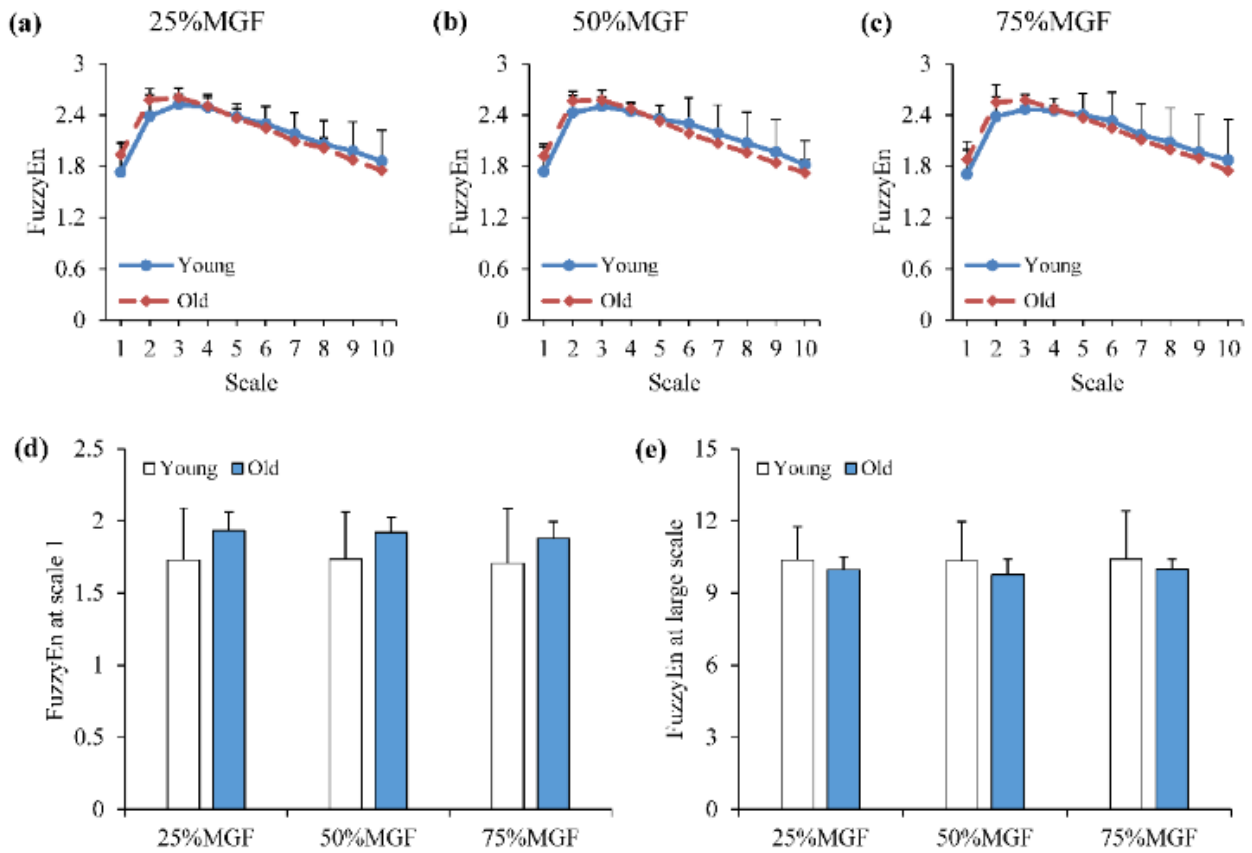 (a) 25%MGF
3
2.4
1.8
1.2
0.6
0
FuzzyEn
Young
Old
1 2 3 4 5 6 7 8 9 10
Scale
(b) 50%MGF
3
2.4
1.8
1.2
0.6
0
FuzzyEn
Young
Old
1 2 3 4 5 6 7 8 9 10
Scale
(c) 75%MGF
3
2.4
1.8
1.2
0.6
0
FuzzyEn
Young
Old
1 2 3 4 5 6 7 8 9 10
Scale
(d)
2.5
2
1.5
1
0.5
0
FuzzyEn at scale 1
Young Old
25%MGF 50%MGF 75%MGF
(e)
15
12
9
6
3
0
FuzzyEn at large scale
Young Old
25%MGF 50%MGF 75%MGF